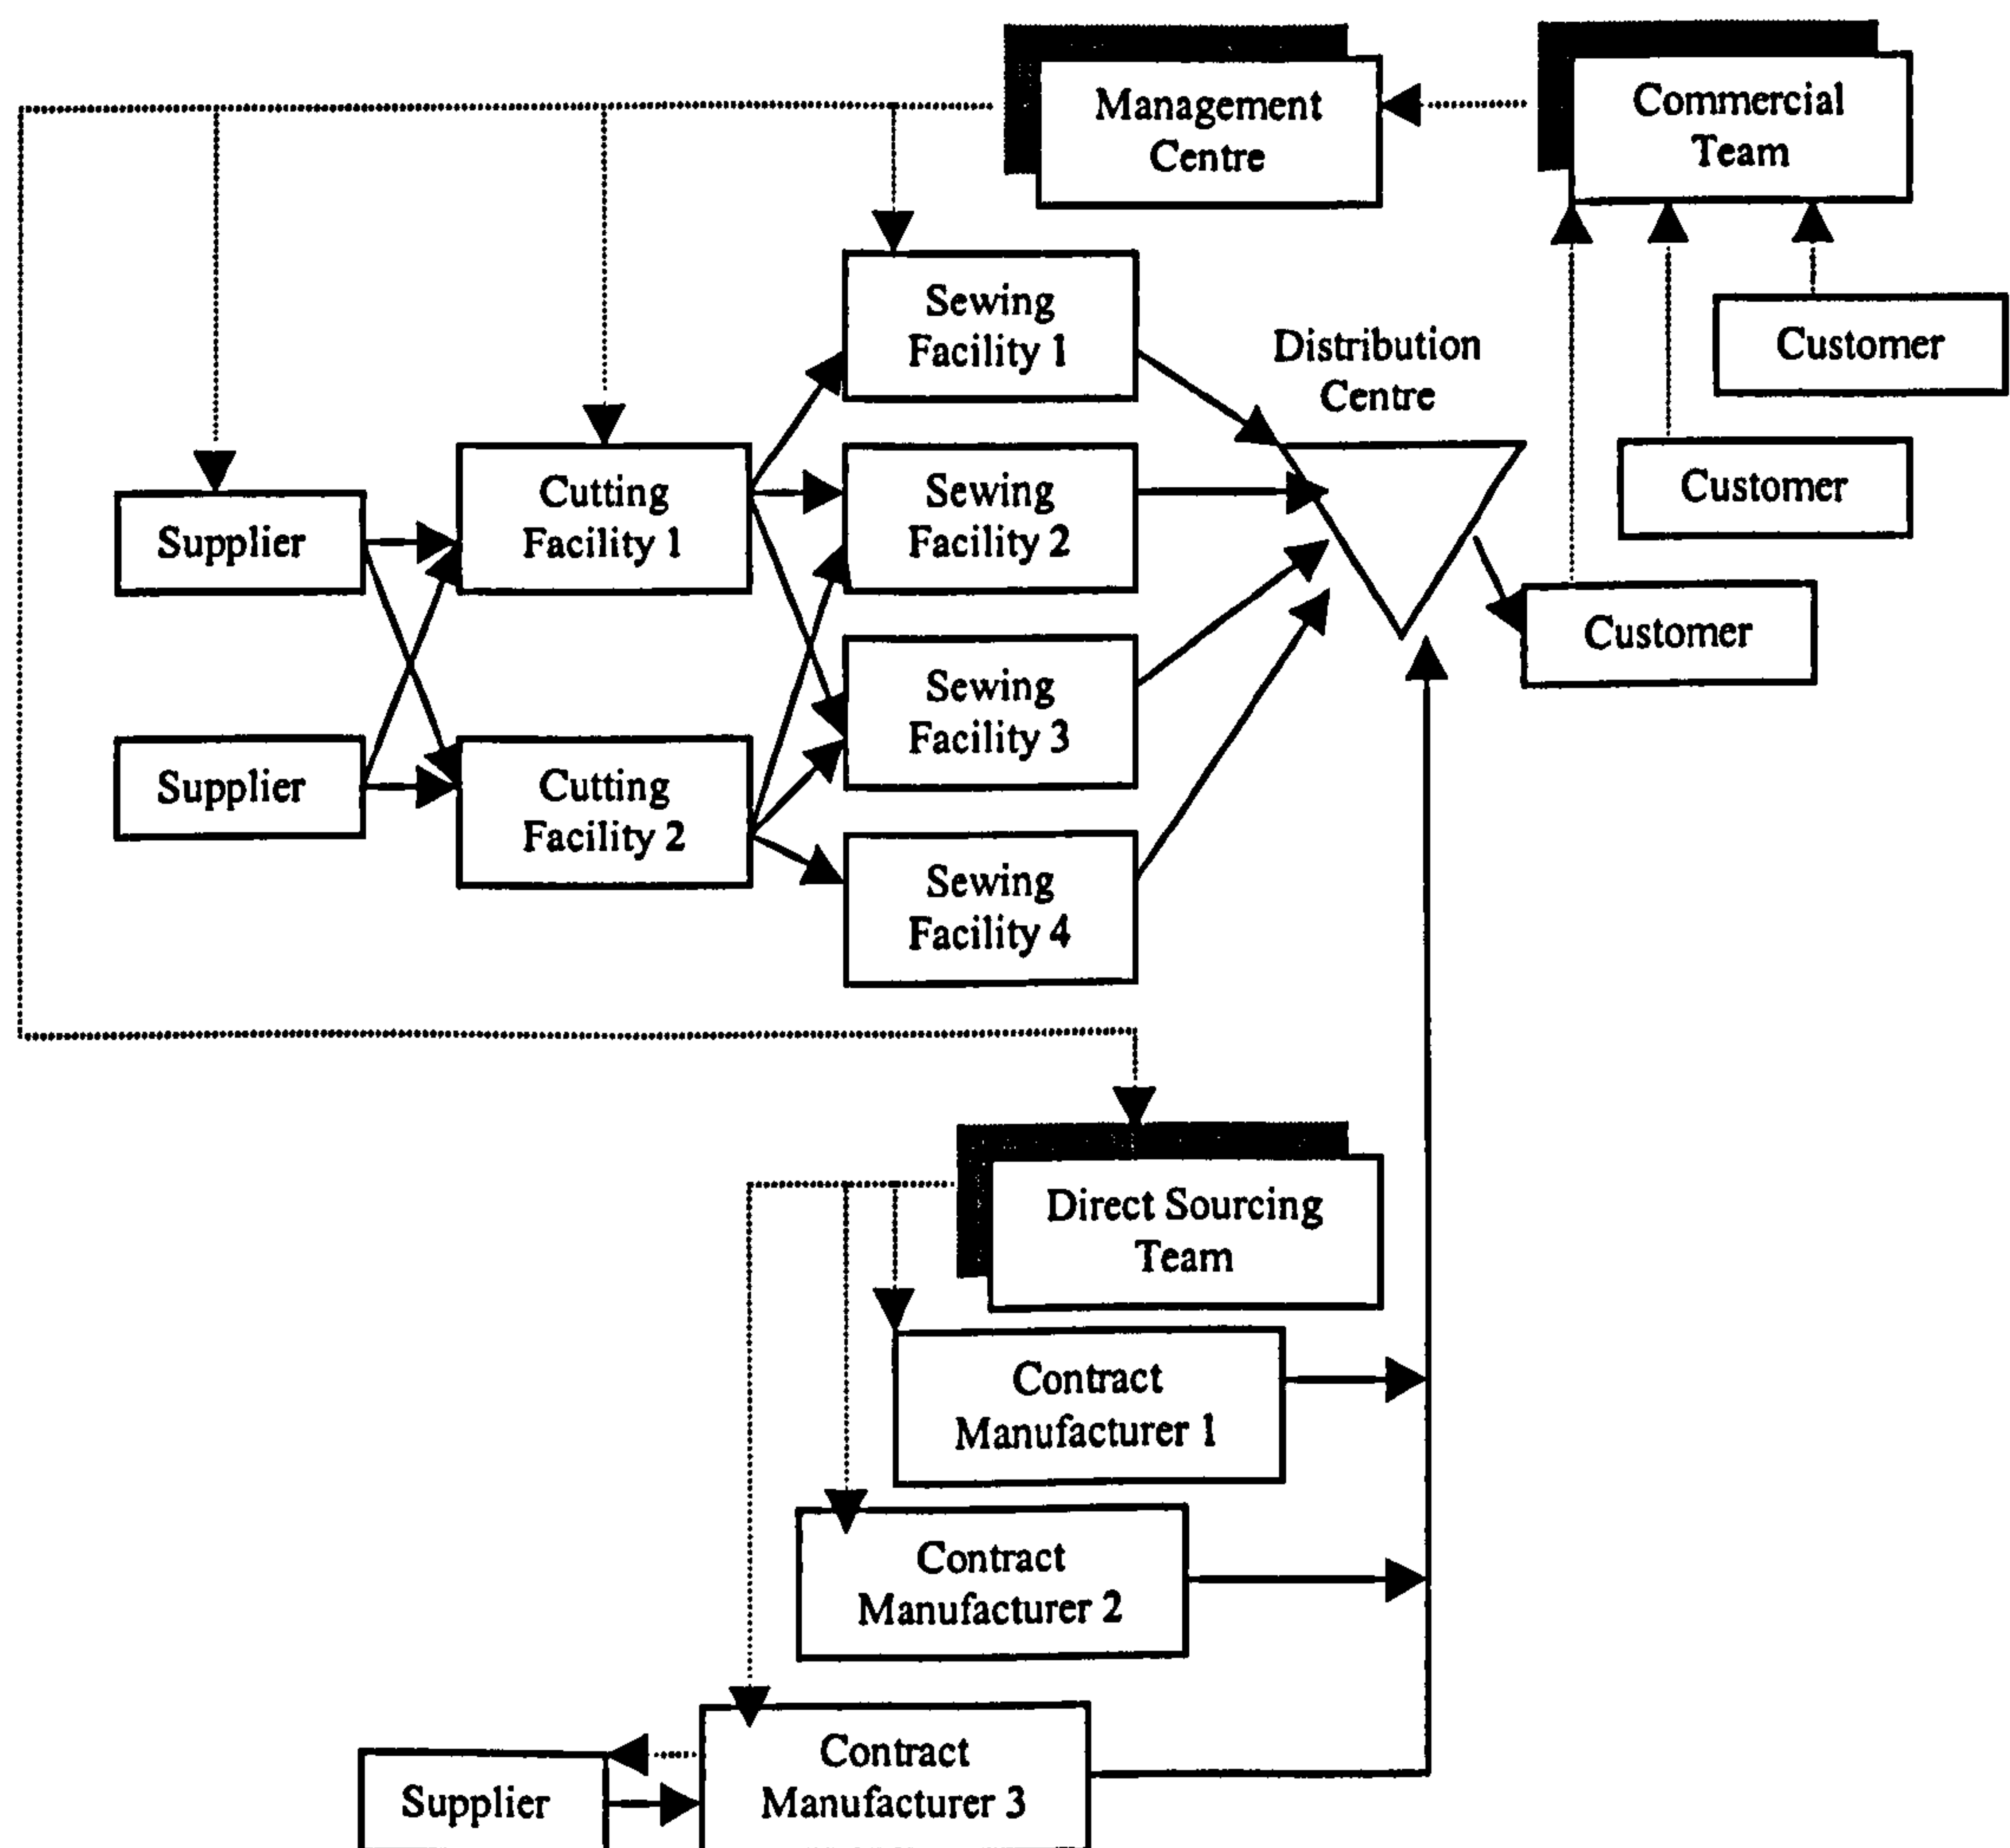 Management
Centre
Commercial
Team
Sewing
Facility 1
Distribution
Centre
Customer
Cutting
Facility 1
Sewing
Facility 2
Customer
Supplier
Customer
Sewing
Facility 3
Supplier
Cutting
Facility 2
Sewing
Facility 4
Direct Sourcing
Team
Contract
Manufacturer 1
Contract
Manufacturer 2
Contract
Manufacturer 3
Supplier